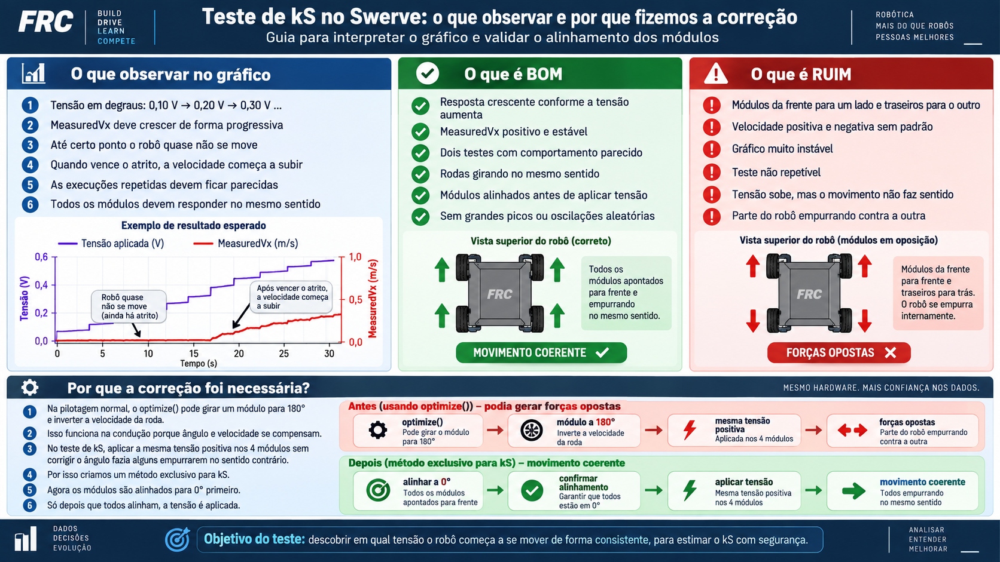 FRC
BUILD
DRIVE
LEARN
COMPETE
Teste de kS no Swerve: o que observar e por que fizemos a correção
Guia para interpretar o gráfico e validar o alinhamento dos módulos
ROBÓTICA
MAIS DO QUE ROBÔS
PESSOAS MELHORES
O que observar no gráfico
1 Tensão em degraus: 0,10 V → 0,20 V → 0,30 V ...
2 MeasuredVx deve crescer de forma progressiva
3 Até certo ponto o robô quase não se move
4 Quando vence o atrito, a velocidade começa a subir
5 As execuções repetidas devem ficar parecidas
6 Todos os módulos devem responder no mesmo sentido
Exemplo de resultado esperado
Tensão aplicada (V)
MeasuredVx (m/s)
Tensão (V)
0,6
0,4
0,2
0,0
Robô quase
não se move
(ainda há atrito)
Após vencer o atrito,
a velocidade começa
a subir
1,0
0,5
0,0
MeasuredVx (m/s)
0 5 10 15 20 25 30
Tempo (s)
O que é BOM
Resposta crescente conforme a tensão
aumenta
MeasuredVx positivo e estável
Dois testes com comportamento parecido
Rodas girando no mesmo sentido
Módulos alinhados antes de aplicar tensão
Sem grandes picos ou oscilações aleatórias
Vista superior do robô (correto)
FRC
Todos os
módulos apontados
para frente e
empurrando
no mesmo sentido.
MOVIMENTO COERENTE
O que é RUIM
Módulos da frente para um lado e traseiros para o outro
Velocidade positiva e negativa sem padrão
Gráfico muito instável
Teste não repetível
Tensão sobe, mas o movimento não faz sentido
Parte do robô empurrando contra a outra
Vista superior do robô (módulos em oposição)
FRC
Módulos da frente
para frente e
traseiros para trás.
O robô se empurra
internamente.
FORÇAS OPOSTAS
Por que a correção foi necessária?
MESMO HARDWARE. MAIS CONFIANÇA NOS DADOS.
1 Na pilotagem normal, o optimize() pode girar um módulo para 180°
e inverter a velocidade da roda.
2 Isso funciona na condução porque ângulo e velocidade se compensam.
3 No teste de kS, aplicar a mesma tensão positiva nos 4 módulos sem
corrigir o ângulo fazia alguns empurrarem no sentido contrário.
4 Por isso criamos um método exclusivo para kS.
5 Agora os módulos são alinhados para 0° primeiro.
6 Só depois que todos alinham, a tensão é aplicada.
Antes (usando optimize()) – podia gerar forças opostas
optimize()
Pode girar o módulo
para 180°
módulo a 180°
Inverte a velocidade
da roda
mesma tensão
positiva
Aplicada nos 4 módulos
forças opostas
Parte do robô empurrando
contra a outra
Depois (método exclusivo para kS) – movimento coerente
alinhar a 0°
Todos os módulos
apontados para frente
confirmar
alinhamento
Garantir que todos
estão em 0°
aplicar tensão
Mesma tensão positiva
nos 4 módulos
movimento coerente
Todos empurrando
no mesmo sentido
DADOS
DECISÕES
EVOLUÇÃO
Objetivo do teste: descobrir em qual tensão o robô começa a se mover de forma consistente, para estimar o kS com segurança.
ANALISAR
ENTENDER
MELHORAR